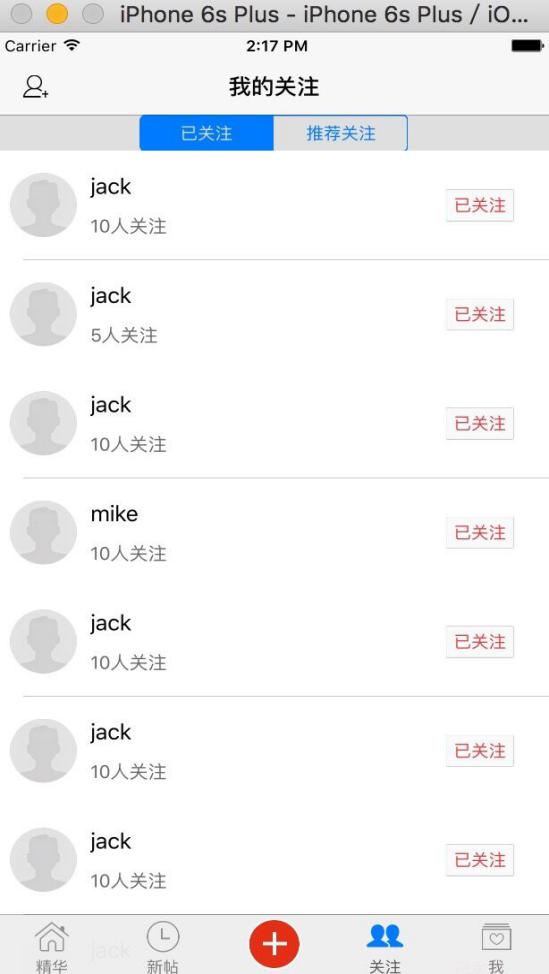 iPhone 6s Plus - iPhone 6s Plus / iO...
Carrier 2:17 PM
我的关注
已关注 推荐关注
jack
10人关注
已关注
jack
5人关注
已关注
jack
10人关注
已关注
mike
10人关注
已关注
jack
10人关注
已关注
jack
10人关注
已关注
jack
10人关注
已关注
jack
精华 新帖 关注 我